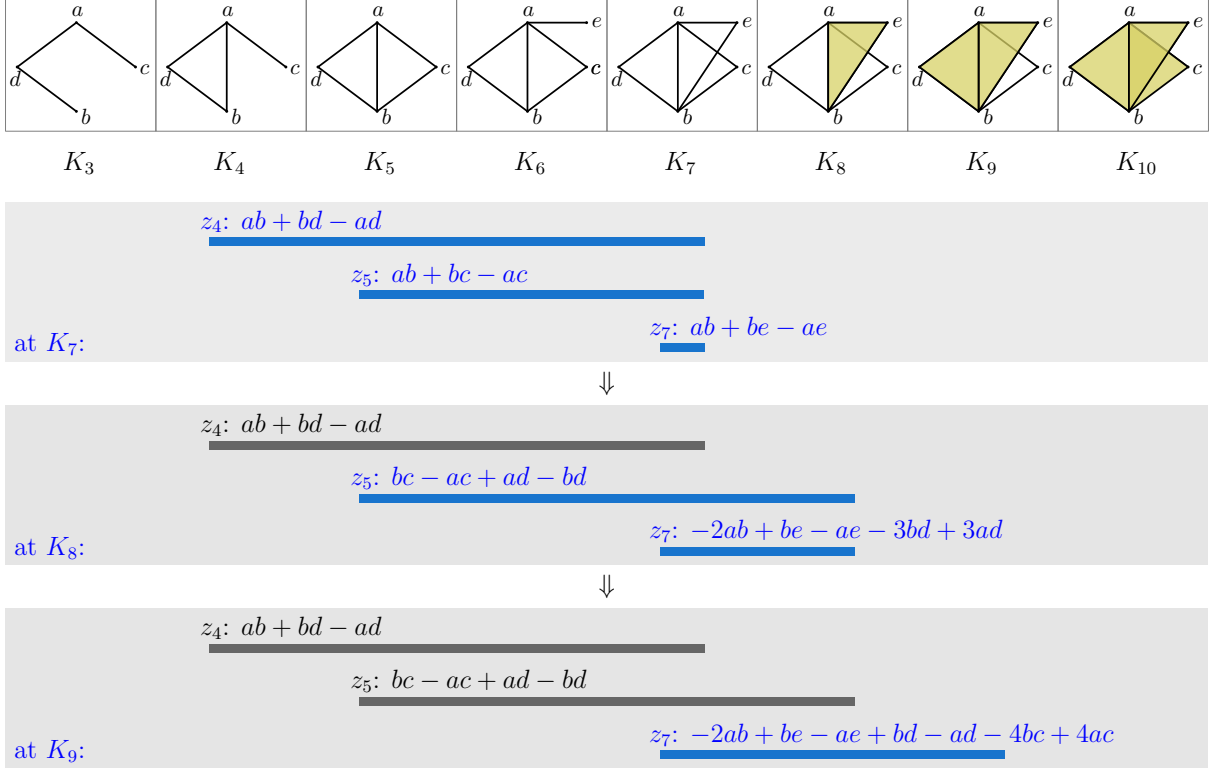 a a a a e a e a e a e a e
d c d c d c d c d c d c d c d c
b b b b b b b b
K₃ K₄ K₅ K₆ K₇ K₈ K₉ K₁₀
z₄: ab + bd − ad
z₅: ab + bc − ac
z₇: ab + be − ae
at K₇:
⇓
z₄: ab + bd − ad
z₅: bc − ac + ad − bd
z₇: −2ab + be − ae − 3bd + 3ad
at K₈:
⇓
z₄: ab + bd − ad
z₅: bc − ac + ad − bd
z₇: −2ab + be − ae + bd − ad − 4bc + 4ac
at K₉: